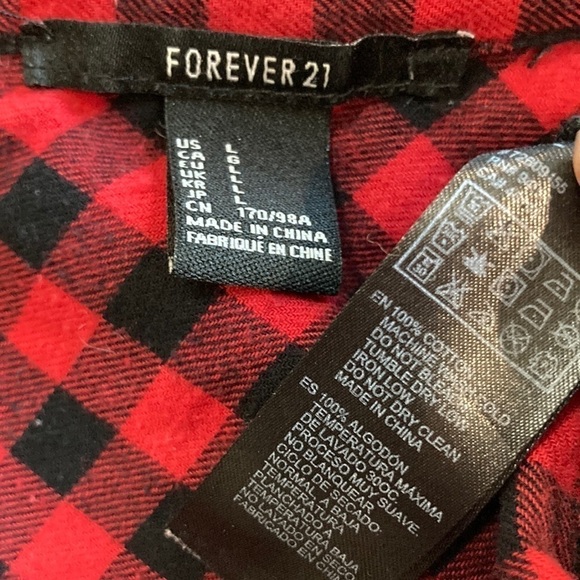 FOREVER 21
US L
CA G
EU L
UK L
KR L
JP L
CN 170/98A
MADE IN CHINA
FABRIQUÉ EN CHINE
EN 100% COTTON
MACHINE COLD
DO NOT BLEACH
TUMBLE DRY LOW
IRON LOW
DO NOT DRY CLEAN
MADE IN CHINA
ES 100% ALGODÓN
TEMPERATURA MÁXIMA
DE LAVADO 30ºC
PROCESO MUY SUAVE.
NO BLANQUEAR
CICLO DE SECADO
NORMAL A BAJA
TEMPERATURA
PLANCHADO A
TEMPERATURA BAJA
NO LAVAR EN SECO
FABRICADO EN CHINA